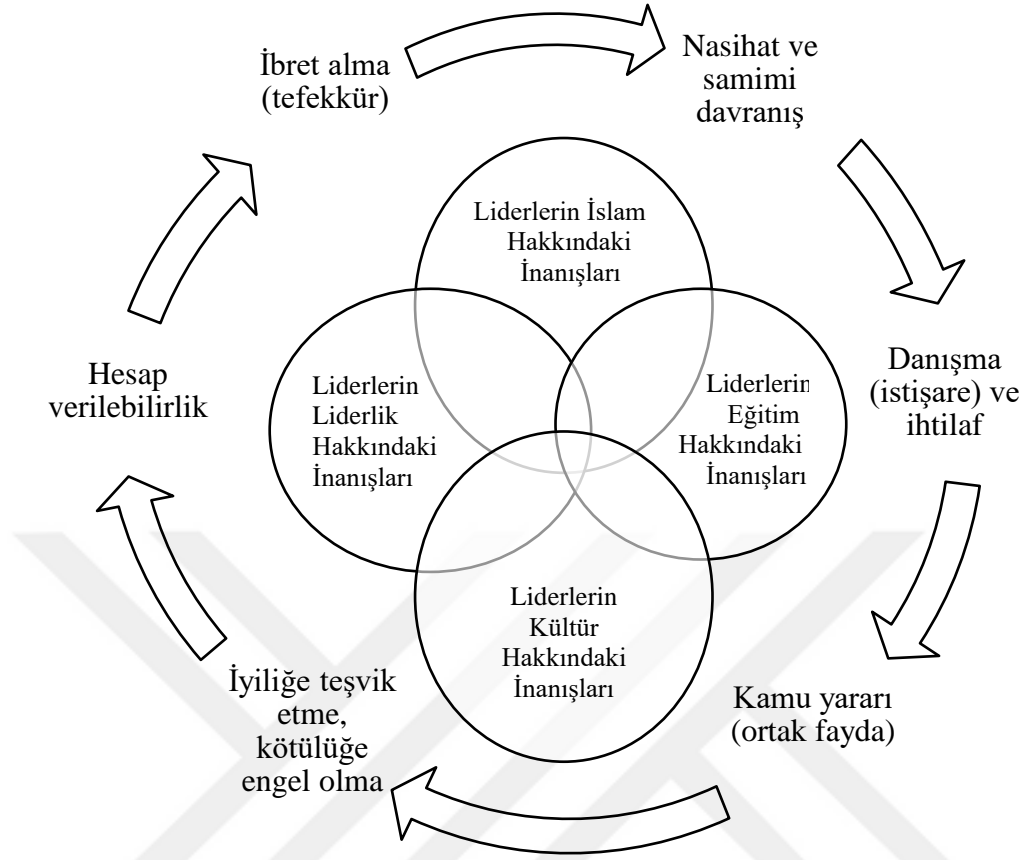 İbret alma
(tefekkür)
Nasihat ve
samimi
davranış
Danışma
(istişare) ve
ihtilaf
Kamu yararı
(ortak fayda)
İyiliğe teşvik
etme,
kötülüğe
engel olma
Hesap
verilebilirlik
Liderlerin İslam
Hakkındaki
İnanışları
Liderlerin
Eğitim
Hakkındaki
İnanışları
Liderlerin
Kültür
Hakkındaki
İnanışları
Liderlerin
Liderlik
Hakkındaki
İnanışları